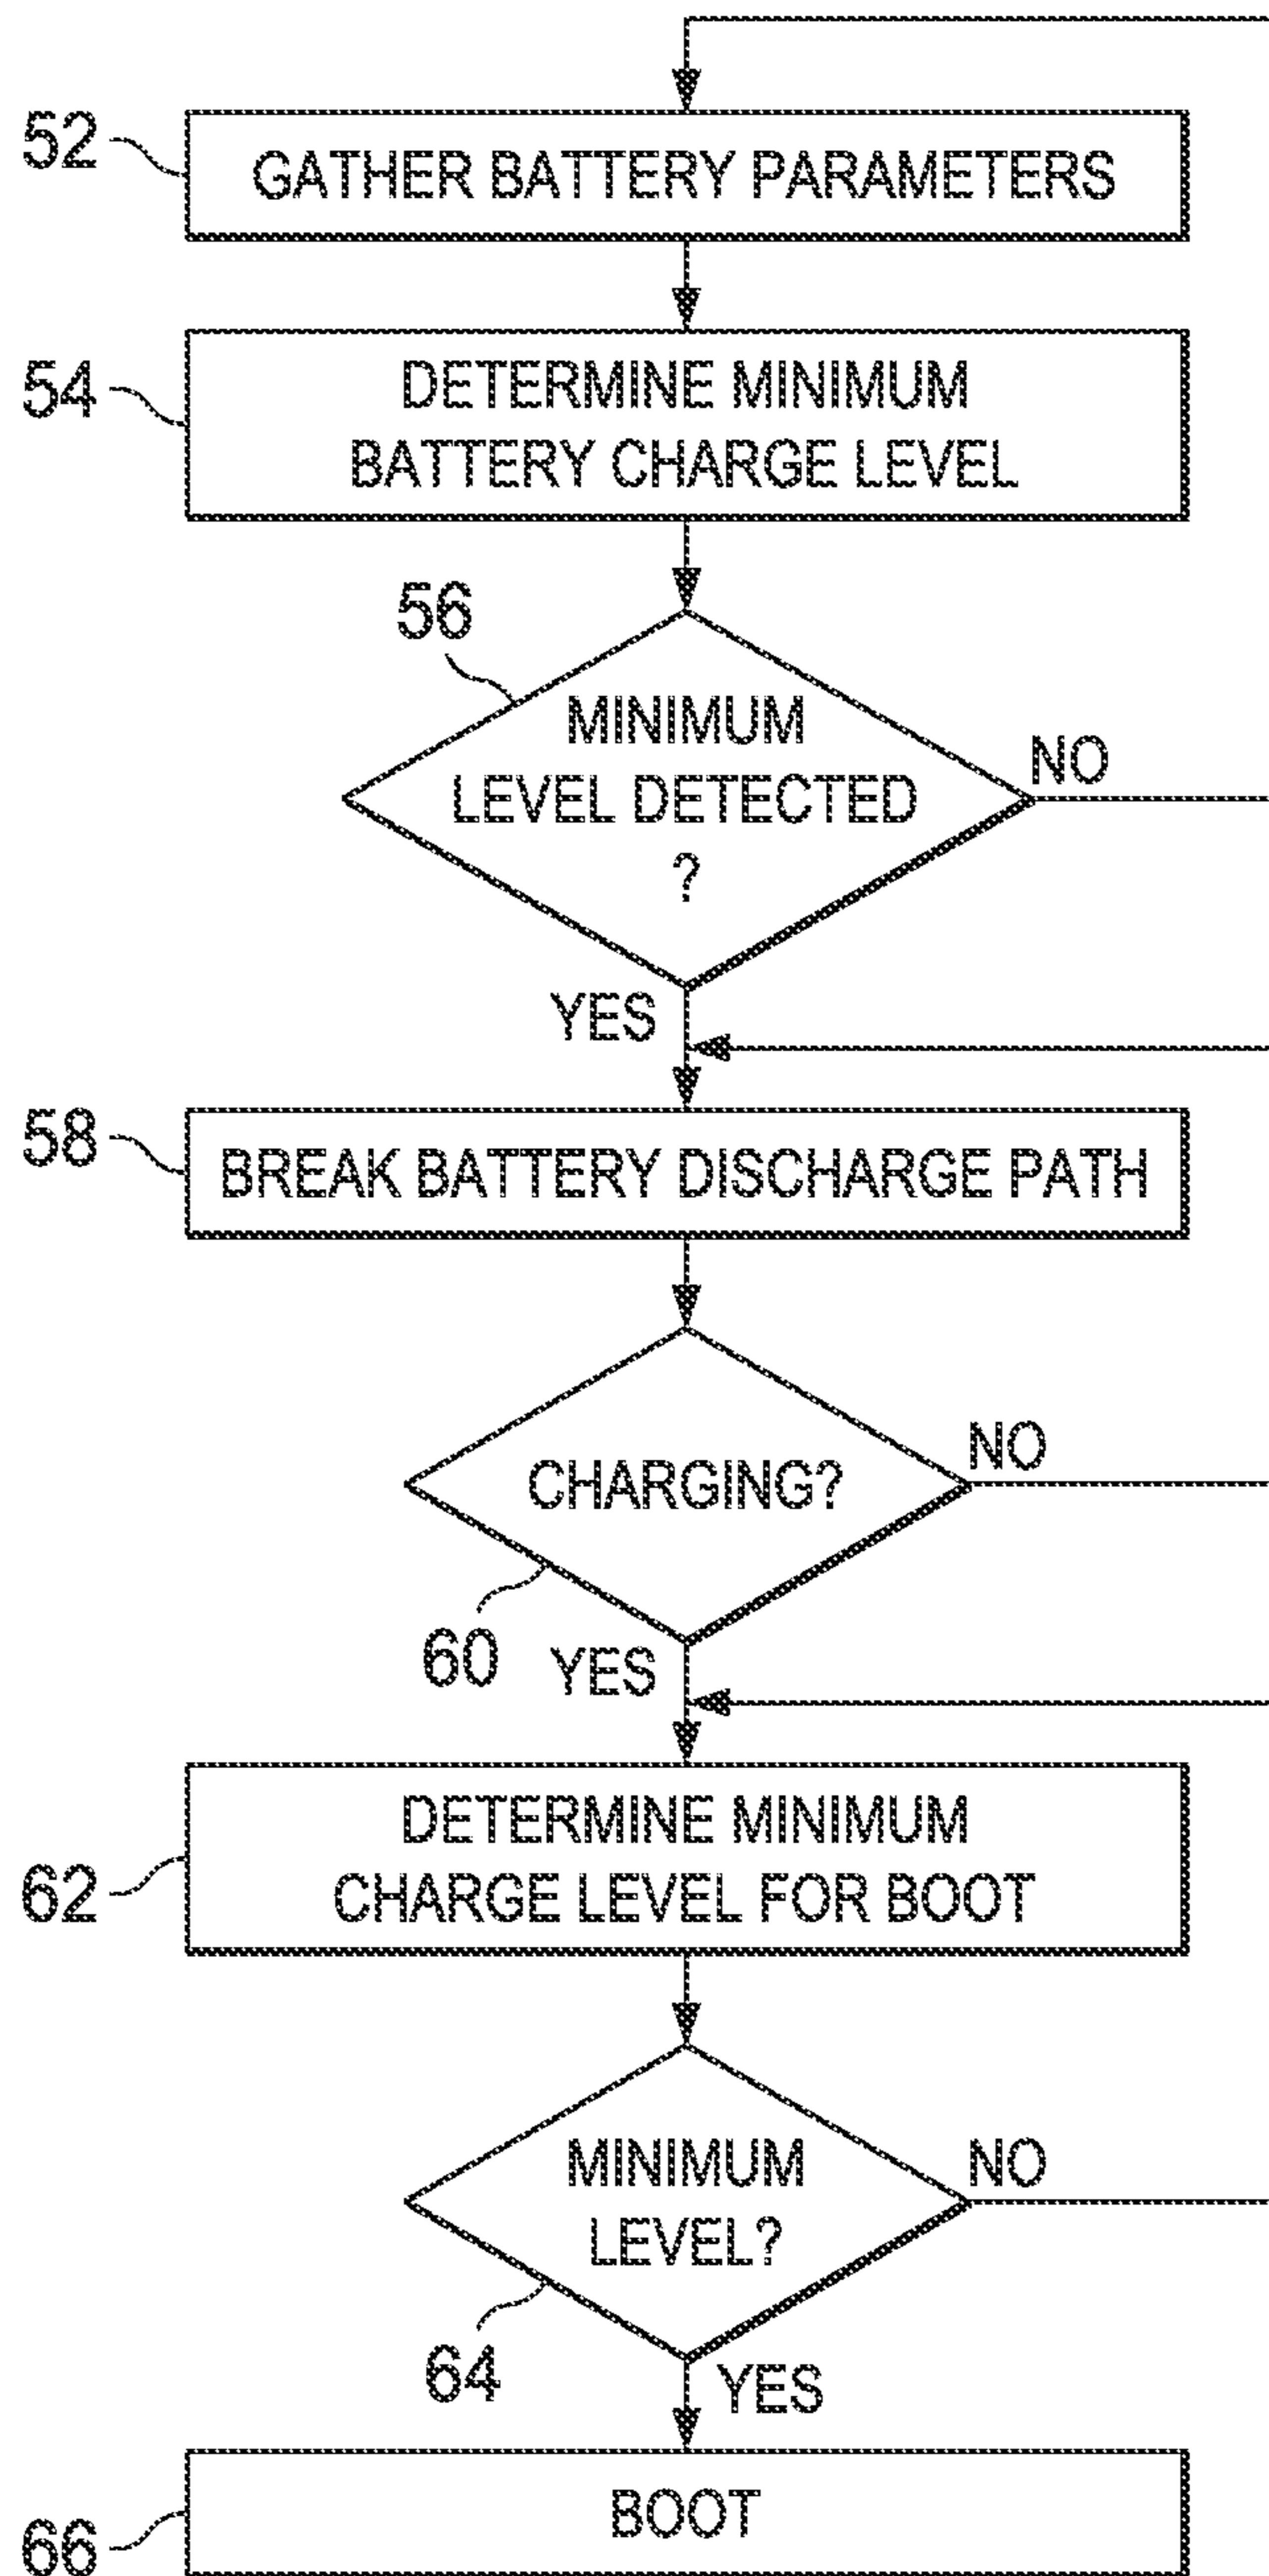 52
GATHER BATTERY PARAMETERS
54
DETERMINE MINIMUM
BATTERY CHARGE LEVEL
56
MINIMUM
LEVEL DETECTED
?
NO
YES
58
BREAK BATTERY DISCHARGE PATH
CHARGING?
NO
60
YES
62
DETERMINE MINIMUM
CHARGE LEVEL FOR BOOT
MINIMUM
LEVEL?
NO
64
YES
66
BOOT